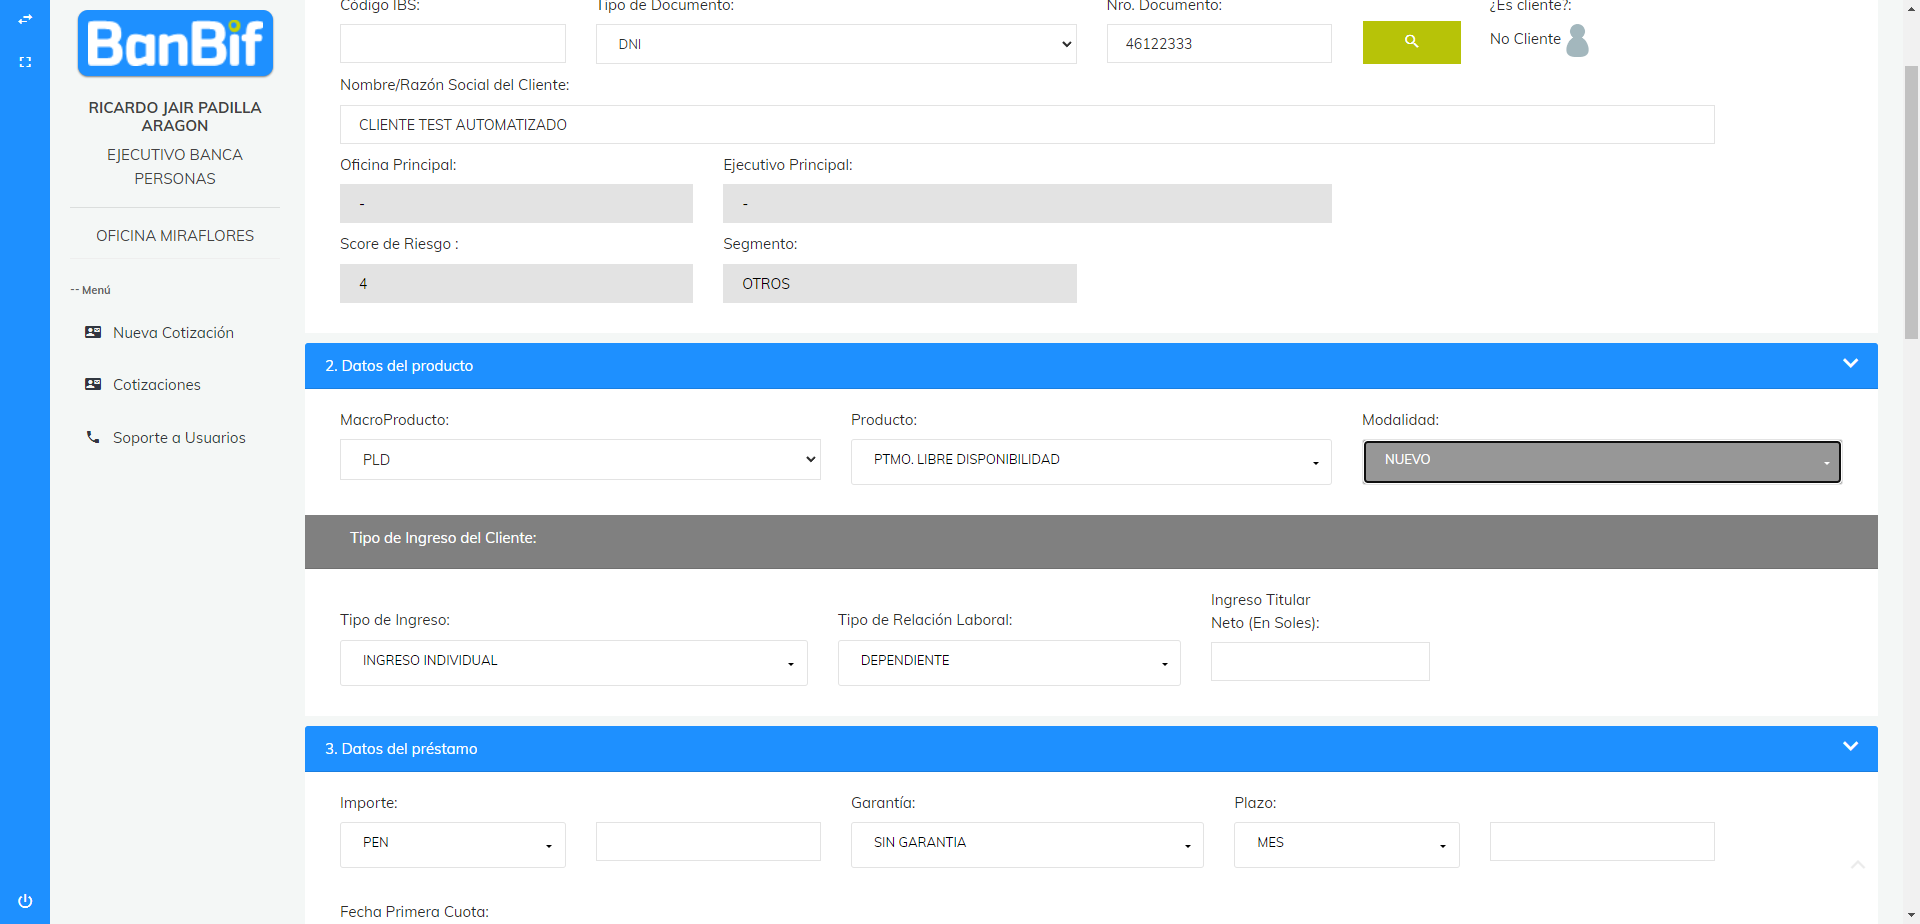 BanBif
RICARDO JAIR PADILLA
ARAGON
EJECUTIVO BANCA
PERSONAS
OFICINA MIRAFLORES
-- Menú
Nueva Cotización
Cotizaciones
Soporte a Usuarios
Código IBS:
Tipo de Documento:
Nro. Documento:
¿Es cliente?:
DNI
46122333
No Cliente
Nombre/Razón Social del Cliente:
CLIENTE TEST AUTOMATIZADO
Oficina Principal:
Ejecutivo Principal:
-
-
Score de Riesgo :
Segmento:
4
OTROS
2. Datos del producto
MacroProducto:
Producto:
Modalidad:
PLD
PTMO. LIBRE DISPONIBILIDAD
NUEVO
Tipo de Ingreso del Cliente:
Tipo de Ingreso:
Tipo de Relación Laboral:
Ingreso Titular
Neto (En Soles):
INGRESO INDIVIDUAL
DEPENDIENTE
3. Datos del préstamo
Importe:
Garantía:
Plazo:
PEN
SIN GARANTIA
MES
Fecha Primera Cuota: